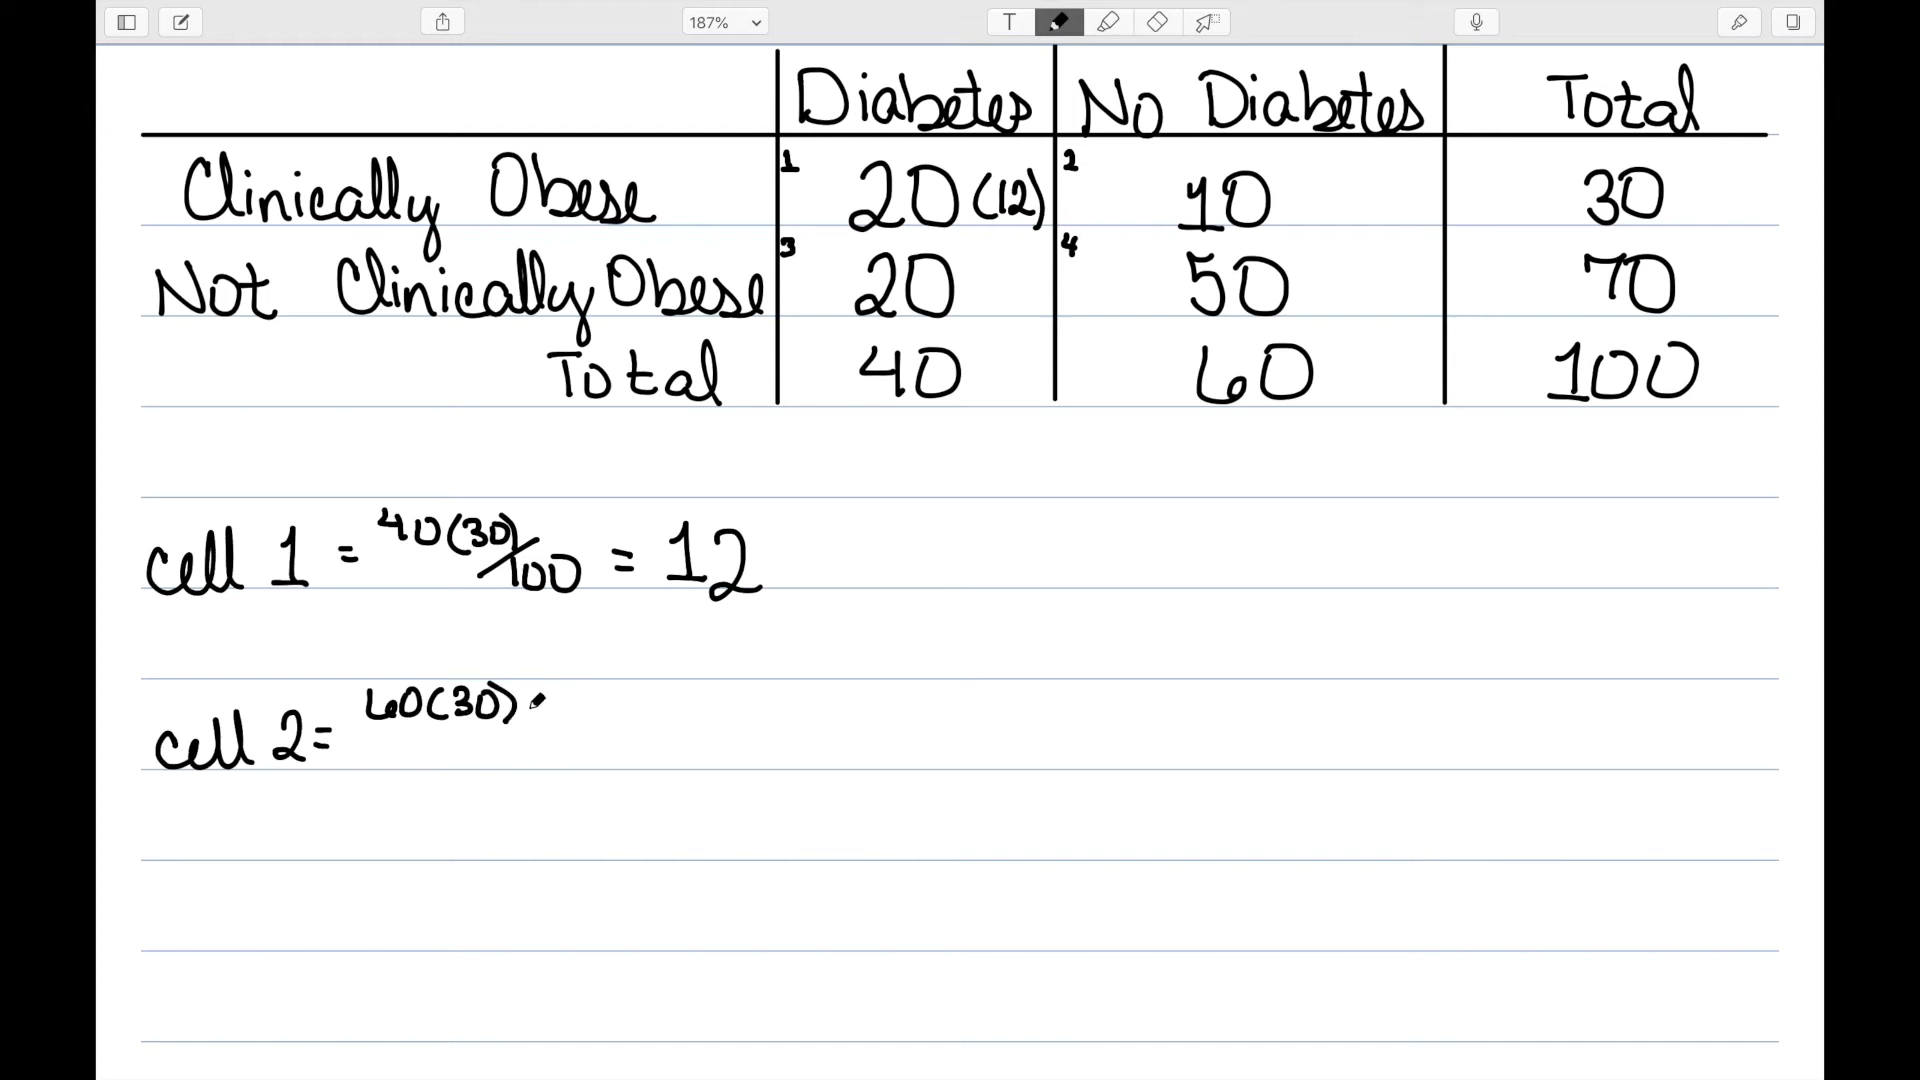 187% T
Diabetes No Diabetes Total
Clinically Obese 1 20 (12) 2 10 30
Not Clinically Obese 3 20 4 50 70
Total 40 60 100
cell 1 = 40(30)/100 = 12
cell 2 = 60(30)